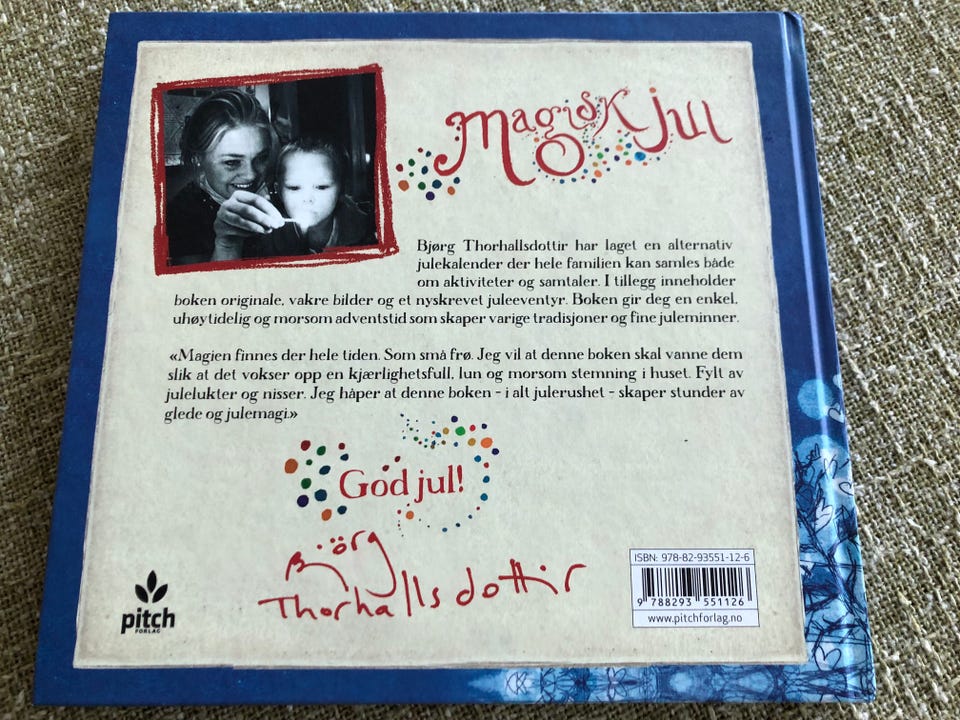 Magisk jul
Bjørg Thorhallsdottir har laget en alternativ
julekalender der hele familien kan samles både
om aktiviteter og samtaler. I tillegg inneholder
boken originale, vakre bilder og et nyskrevet juleeventyr. Boken gir deg en enkel,
uhøytidelig og morsom adventstid som skaper varige tradisjoner og fine juleminner.
«Magien finnes der hele tiden. Som små frø. Jeg vil at denne boken skal vanne dem
slik at det vokser opp en kjærlighetsfull, lun og morsom stemning i huset. Fylt av
julelukter og nisser. Jeg håper at denne boken - i alt julerushet - skaper stunder av
glede og julemagi.»
God jul!
Björg
Thorhallsdottir
pitch
FORLAG
ISBN: 978-82-93551-12-6
9 788293 551126
www.pitchforlag.no